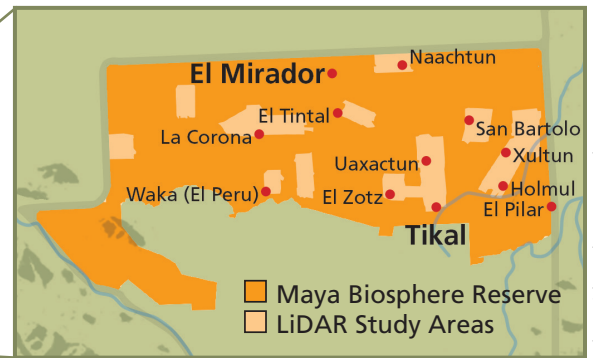 Naachtun
El Mirador
El Tintal
La Corona
San Bartolo
Xultun
Uaxactun
Waka (El Peru)
El Zotz
Holmul
El Pilar
Tikal
Maya Biosphere Reserve
LiDAR Study Areas